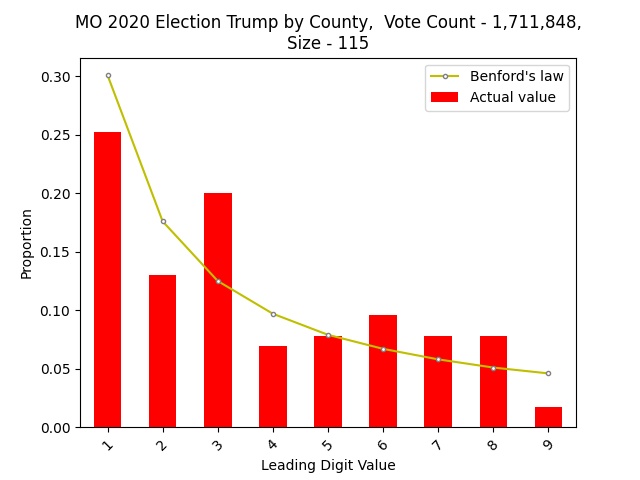 MO 2020 Election Trump by County,  Vote Count - 1,711,848,
Size - 115
Benford's law
Actual value
0.30
0.25
0.20
0.15
0.10
0.05
0.00
Proportion
1
2
3
4
5
6
7
8
9
Leading Digit Value